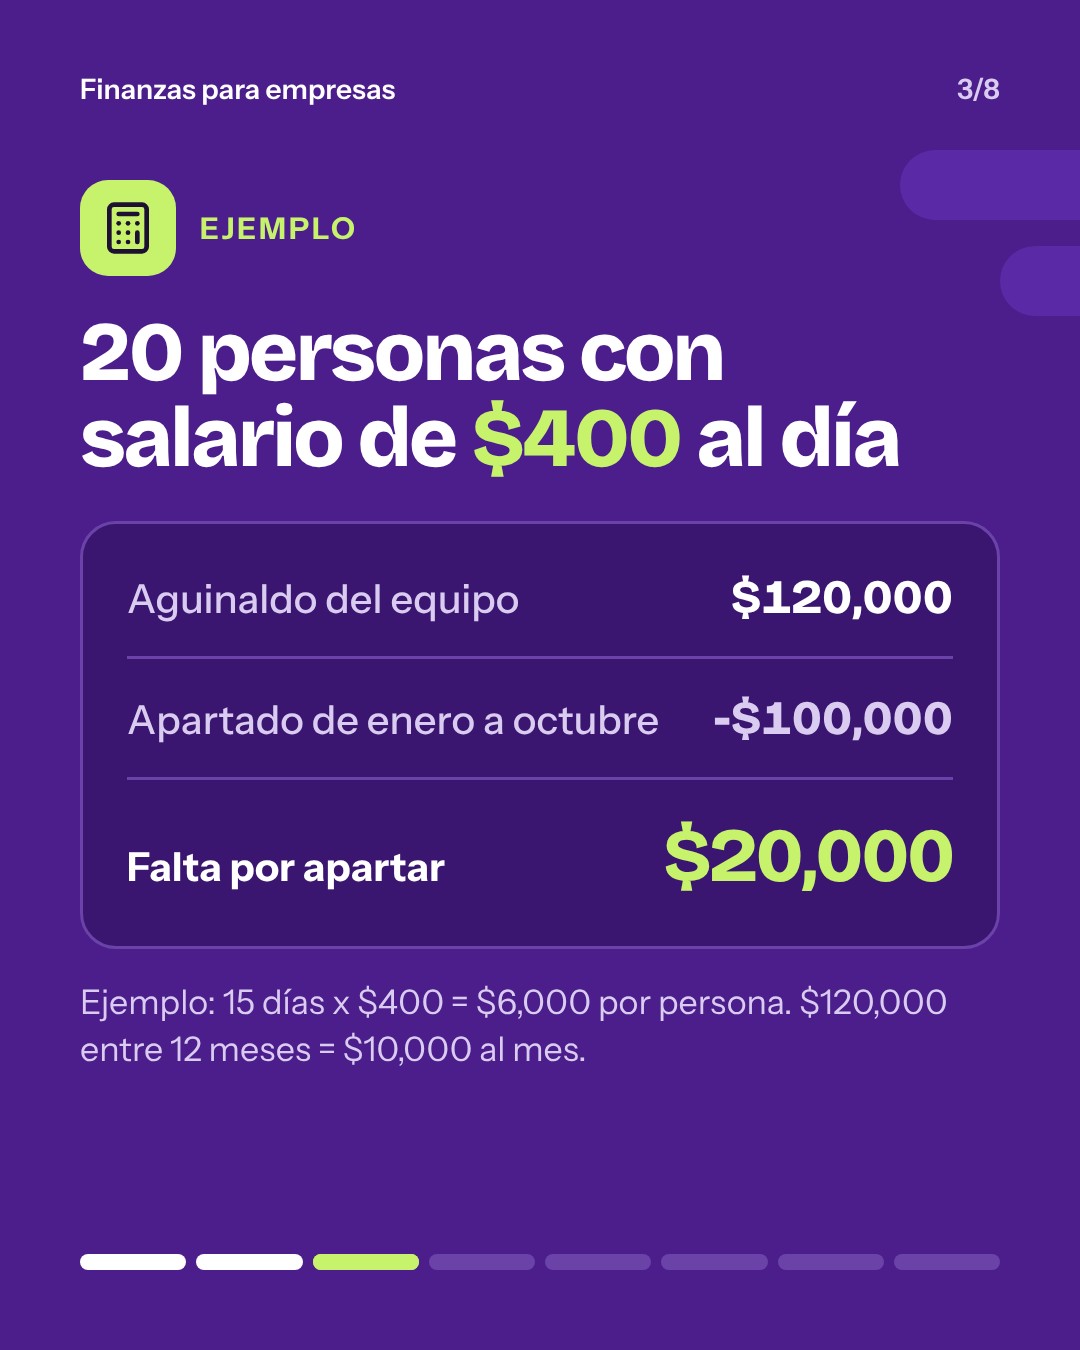 Finanzas para empresas
3/8
EJEMPLO
20 personas con
salario de $400 al día
Aguinaldo del equipo $120,000
Apartado de enero a octubre -$100,000
Falta por apartar $20,000
Ejemplo: 15 días x $400 = $6,000 por persona. $120,000
entre 12 meses = $10,000 al mes.